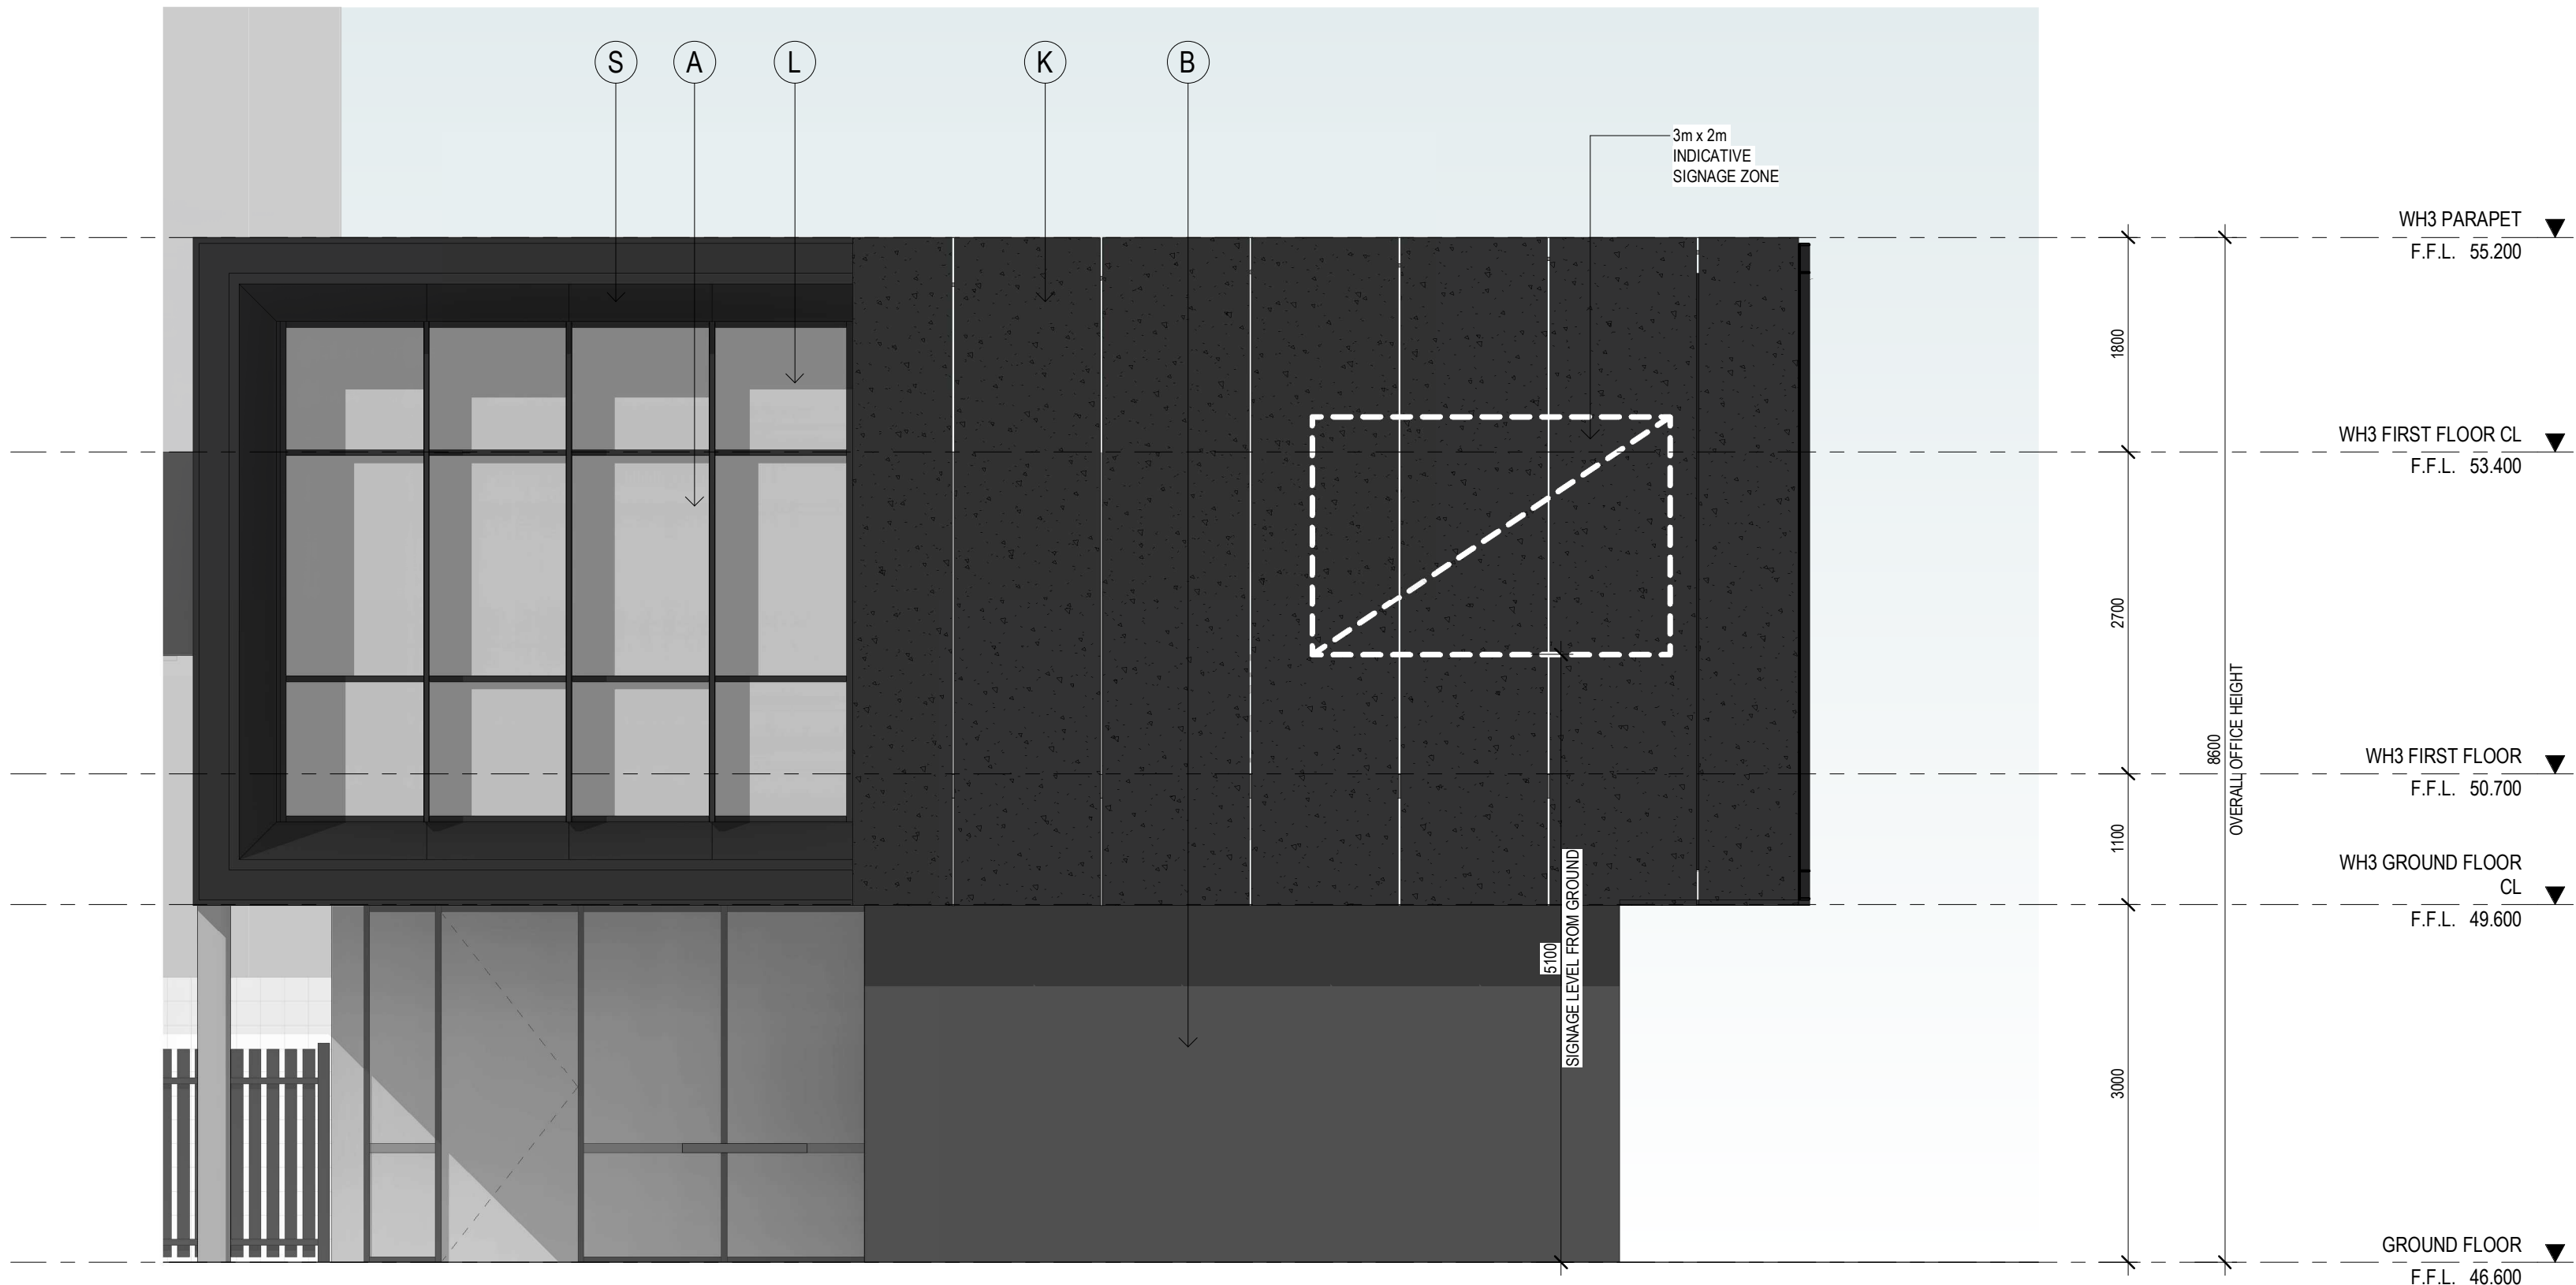 S
A
L
K
B
3m x 2m
INDICATIVE
SIGNAGE ZONE
WH3 PARAPET
F.F.L. 55.200
1800
WH3 FIRST FLOOR CL
F.F.L. 53.400
2700
8600
OVERALL OFFICE HEIGHT
WH3 FIRST FLOOR
F.F.L. 50.700
1100
WH3 GROUND FLOOR
CL
F.F.L. 49.600
5100
SIGNAGE LEVEL FROM GROUND
3000
GROUND FLOOR
F.F.L. 46.600